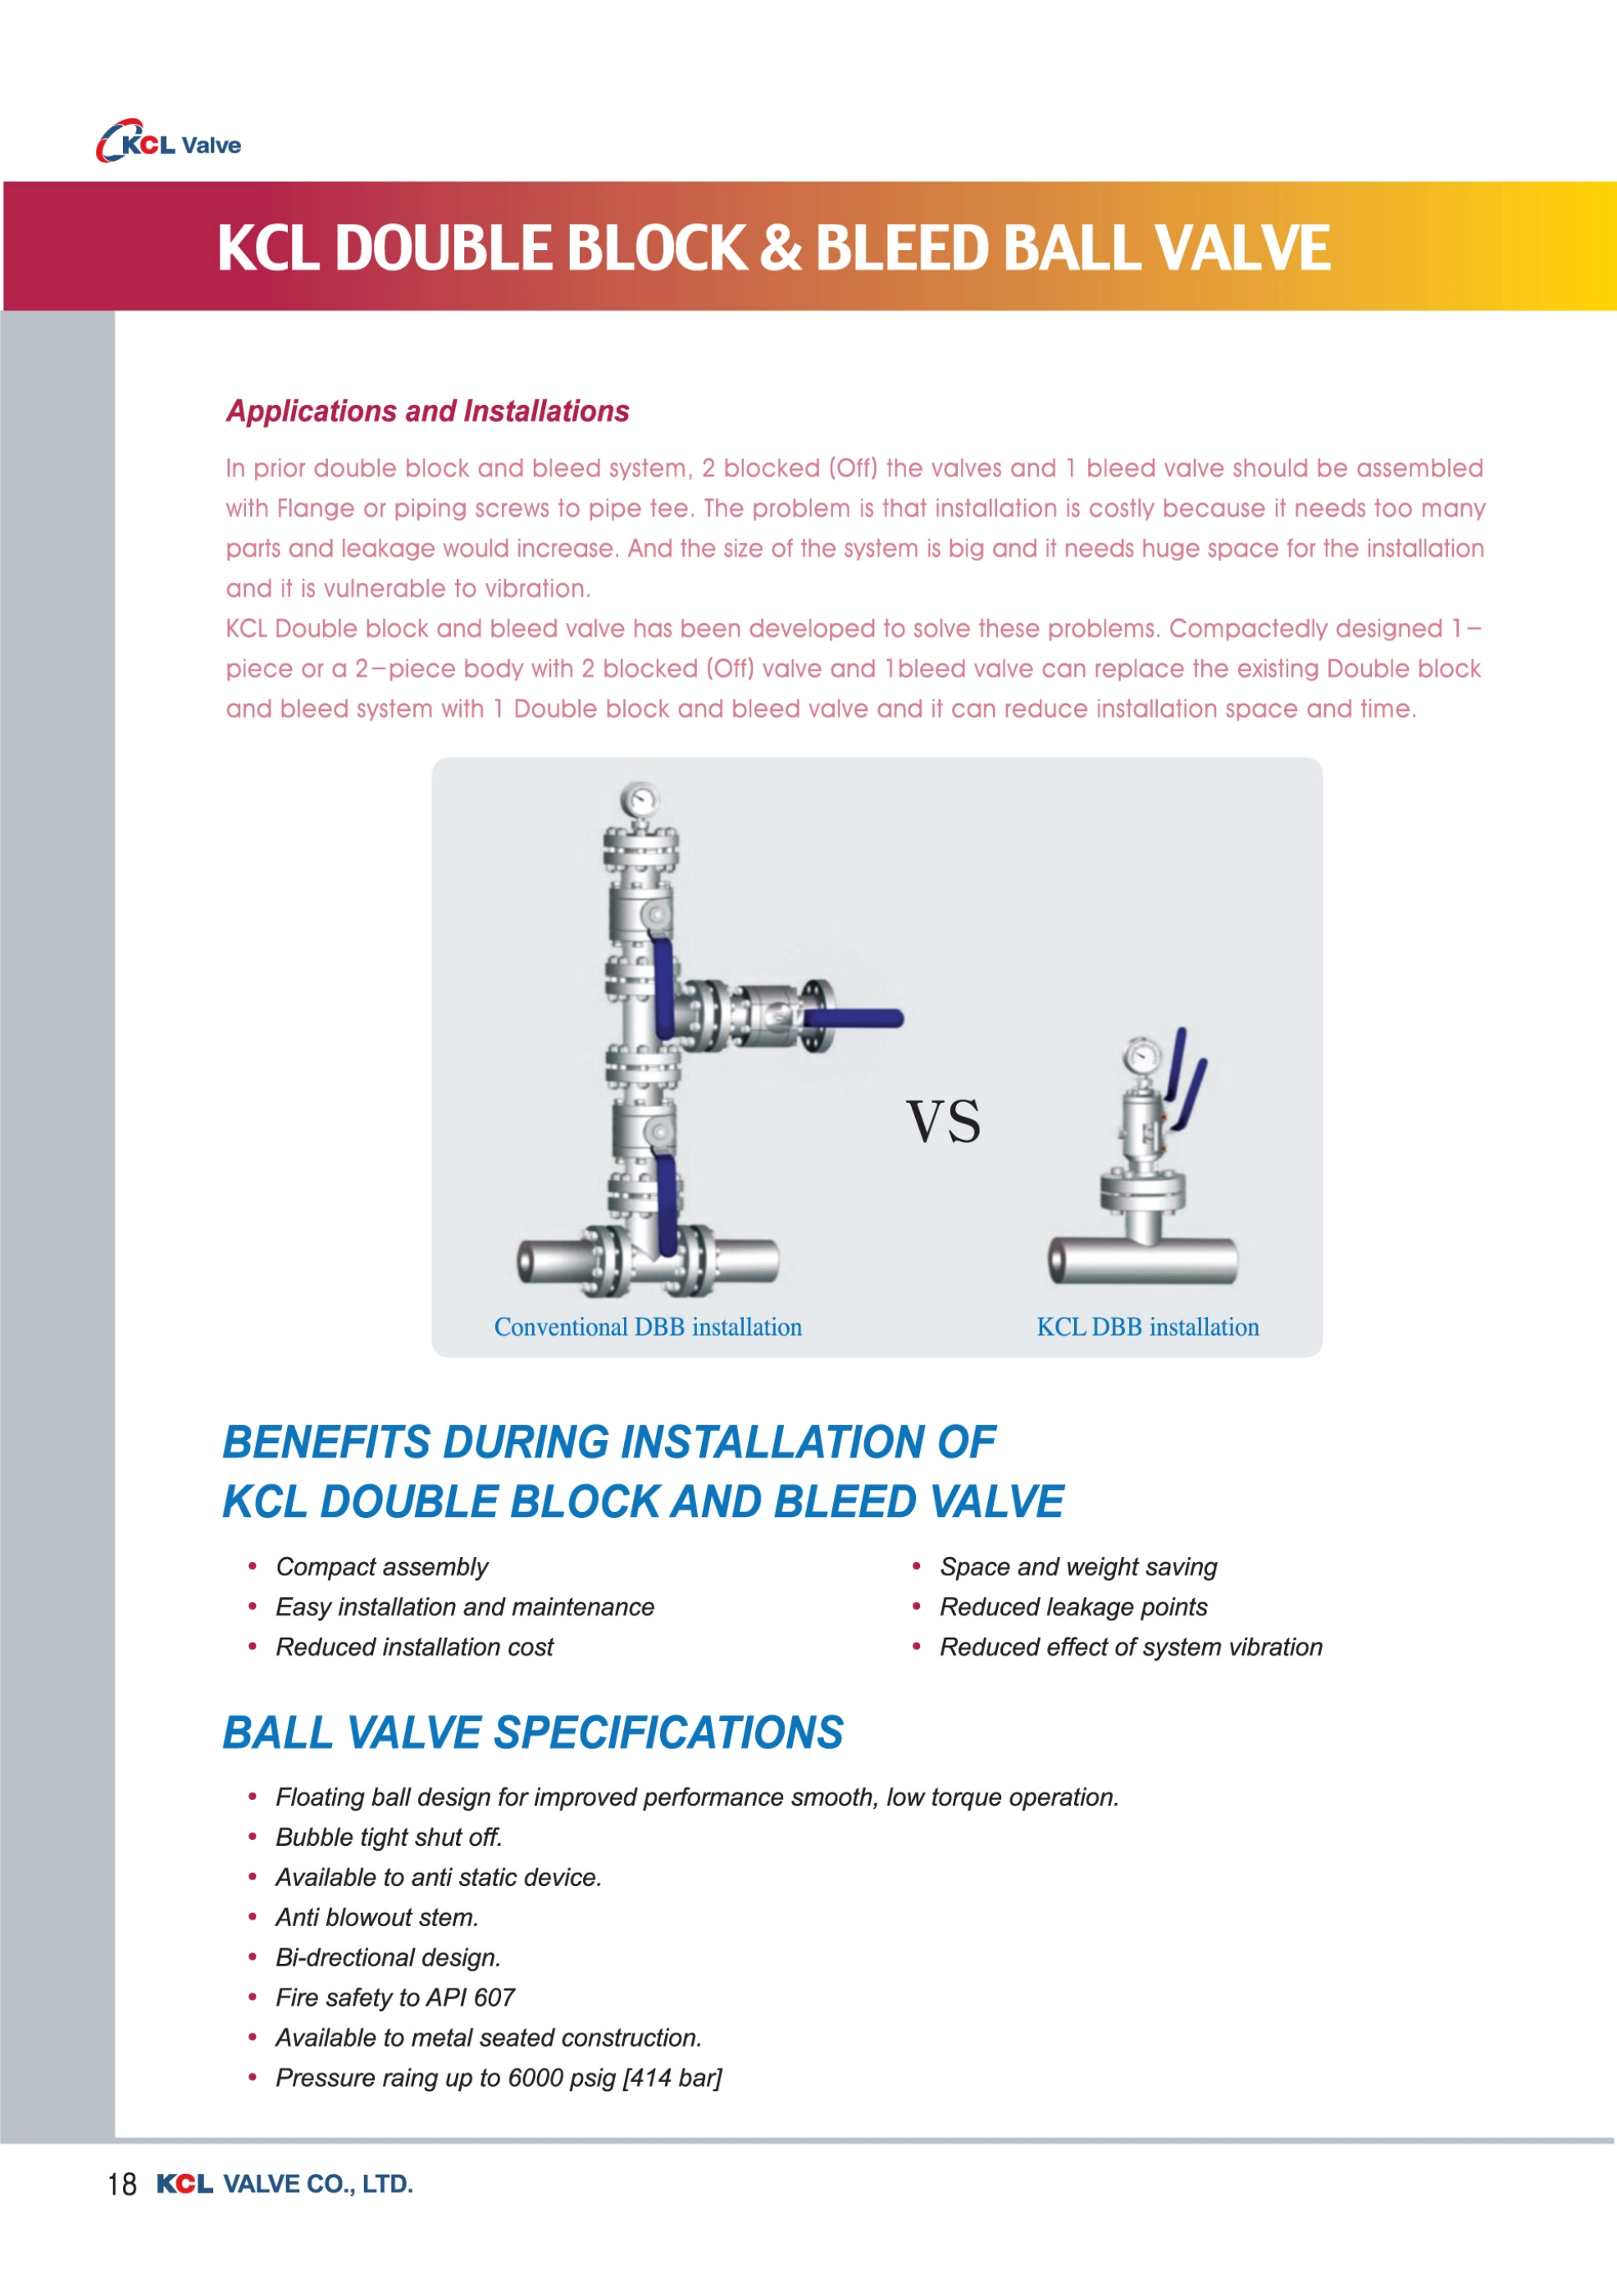 KCL Valve
KCL DOUBLE BLOCK & BLEED BALL VALVE
Applications and Installations
In prior double block and bleed system, 2 blocked (Off) the valves and 1 bleed valve should be assembled
with Flange or piping screws to pipe tee. The problem is that installation is costly because it needs too many
parts and leakage would increase. And the size of the system is big and it needs huge space for the installation
and it is vulnerable to vibration.
KCL Double block and bleed valve has been developed to solve these problems. Compactedly designed 1-
piece or a 2-piece body with 2 blocked (Off) valve and 1bleed valve can replace the existing Double block
and bleed system with 1 Double block and bleed valve and it can reduce installation space and time.
VS
Conventional DBB installation
KCL DBB installation
BENEFITS DURING INSTALLATION OF
KCL DOUBLE BLOCK AND BLEED VALVE
• Compact assembly
• Easy installation and maintenance
• Reduced installation cost
• Space and weight saving
• Reduced leakage points
• Reduced effect of system vibration
BALL VALVE SPECIFICATIONS
• Floating ball design for improved performance smooth, low torque operation.
• Bubble tight shut off.
• Available to anti static device.
• Anti blowout stem.
• Bi-drectional design.
• Fire safety to API 607
• Available to metal seated construction.
• Pressure raing up to 6000 psig [414 bar]
18 KCL VALVE CO., LTD.